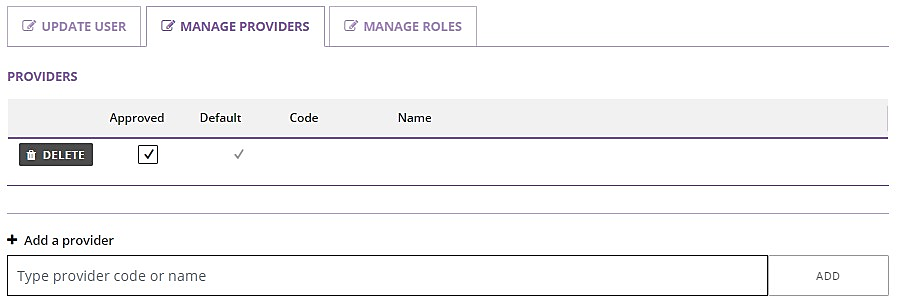 UPDATE USER MANAGE PROVIDERS MANAGE ROLES
PROVIDERS
Approved Default Code Name
DELETE
Add a provider
Type provider code or name ADD